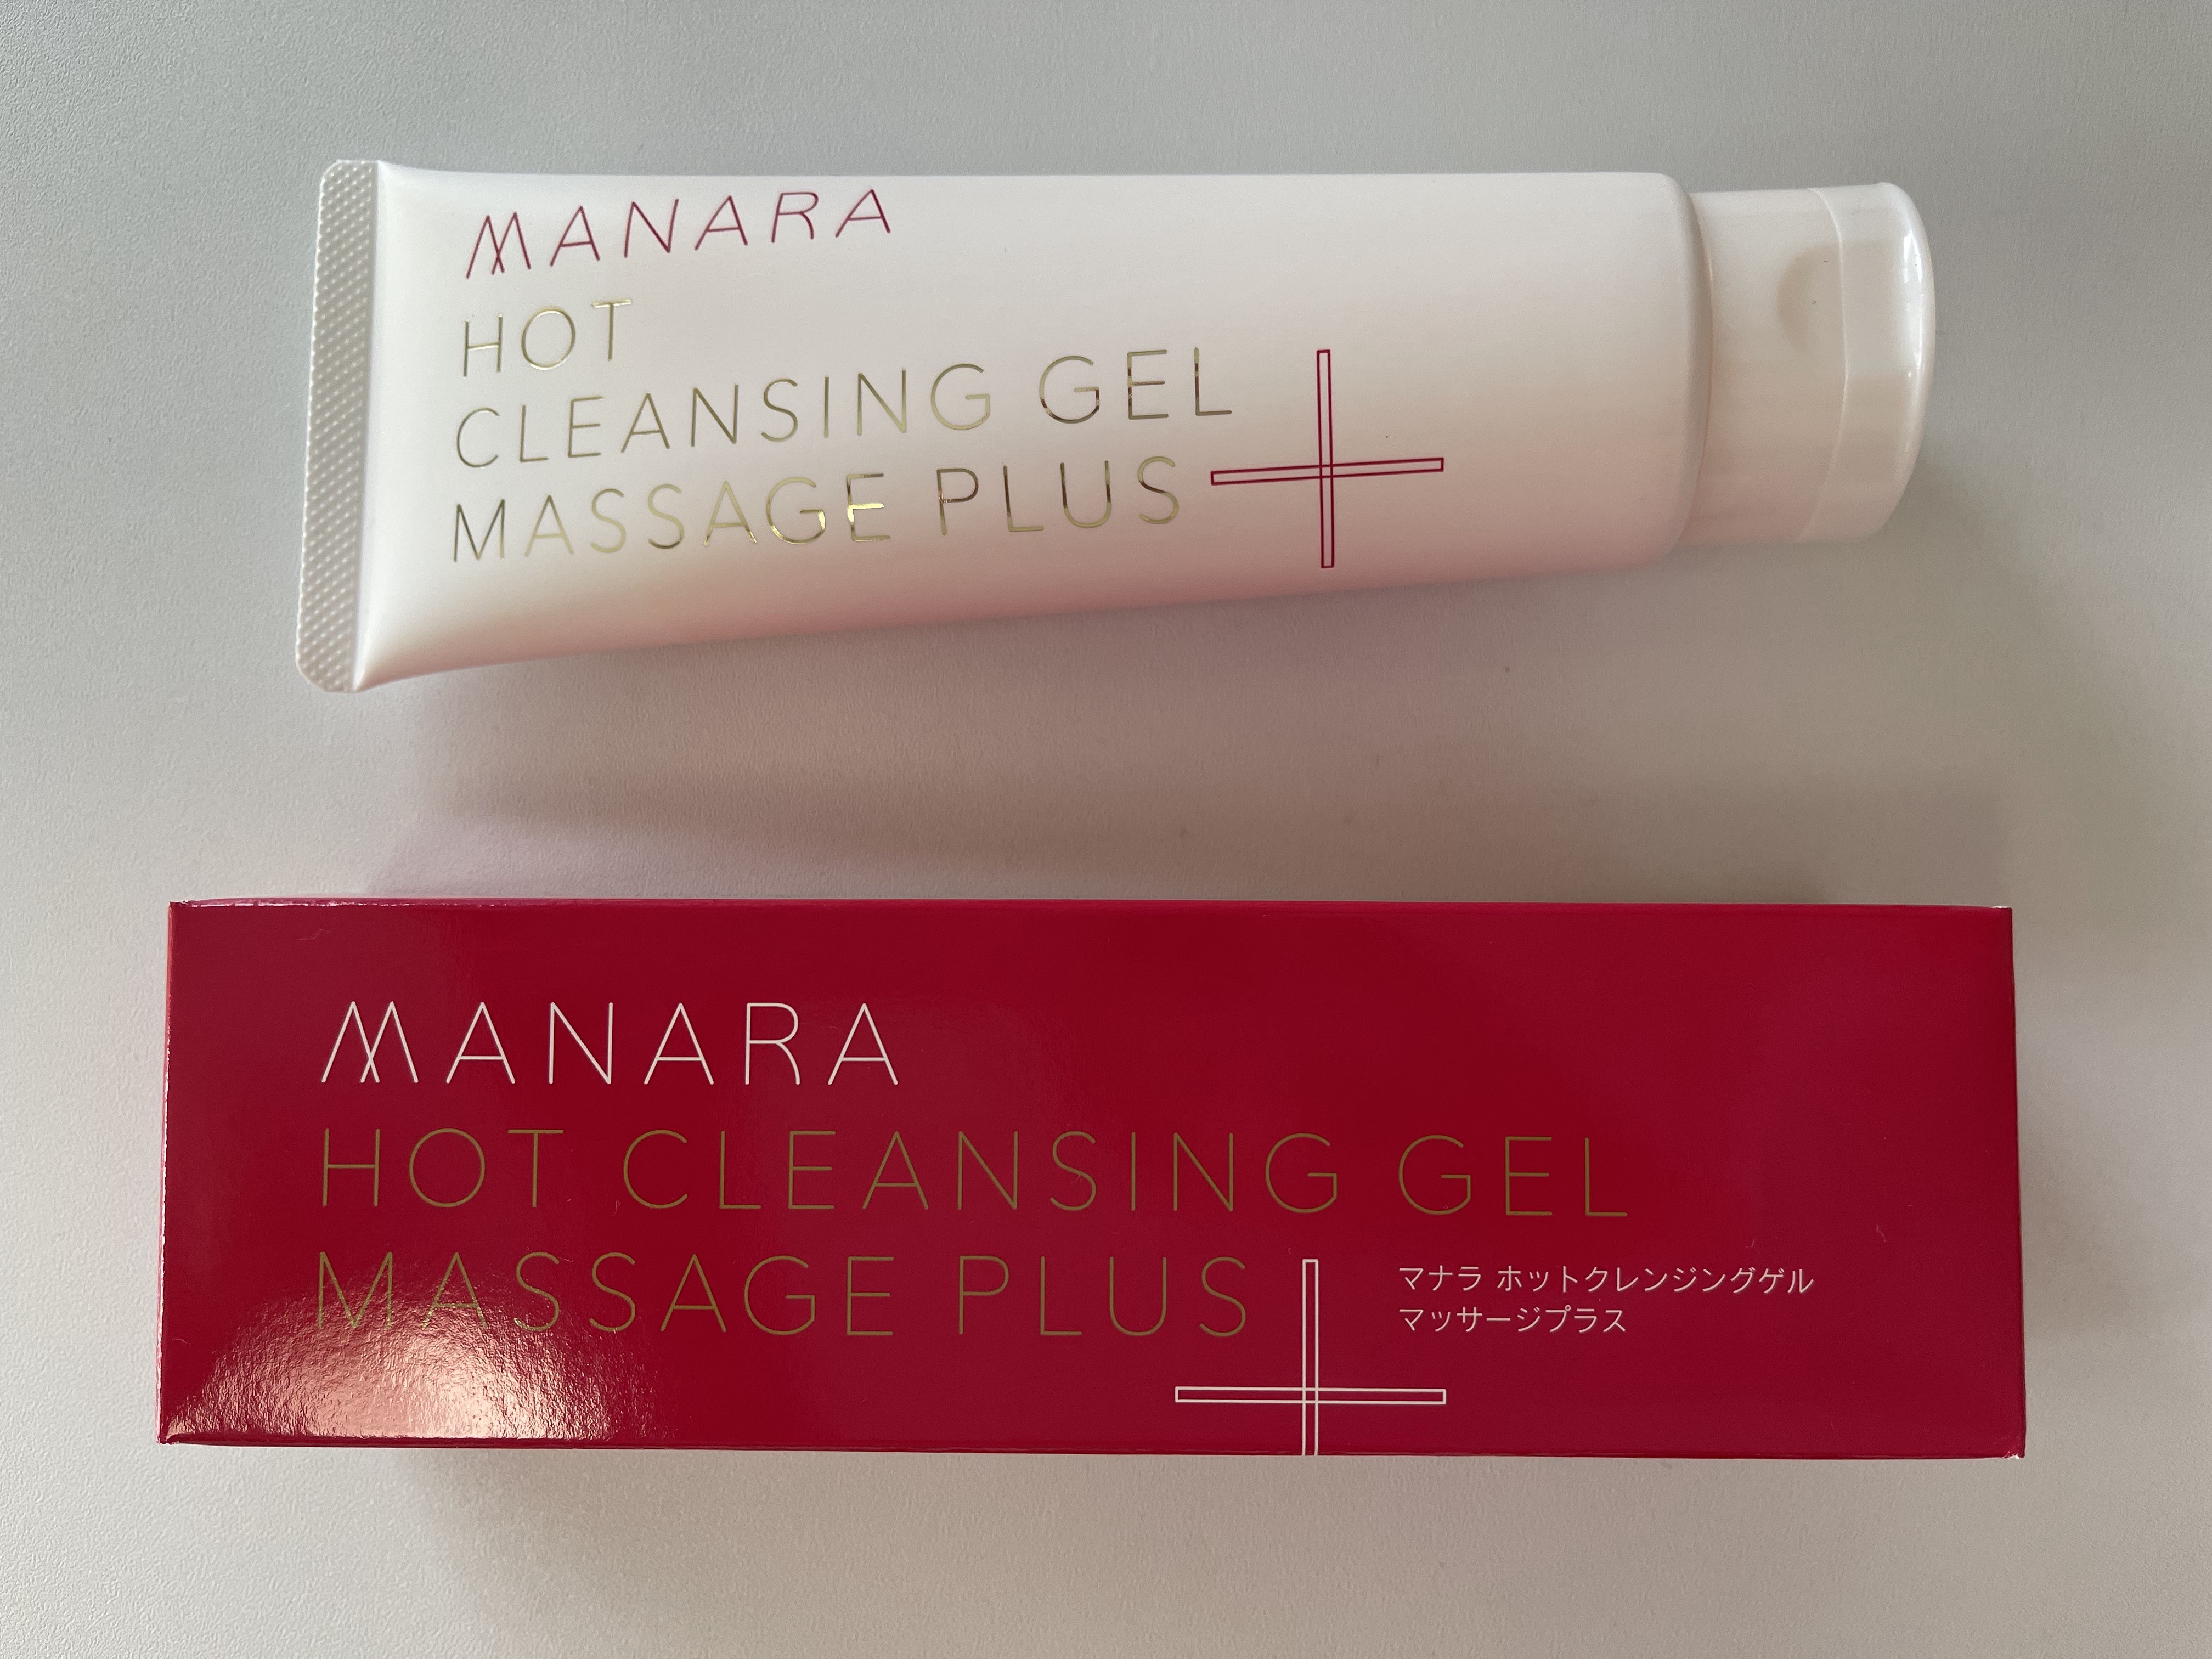 MANARA
HOT
CLEANSING GEL
MASSAGE PLUS
MANARA
HOT CLEANSING GEL
MASSAGE PLUS
マナラ ホットクレンジングゲル
マッサージプラス